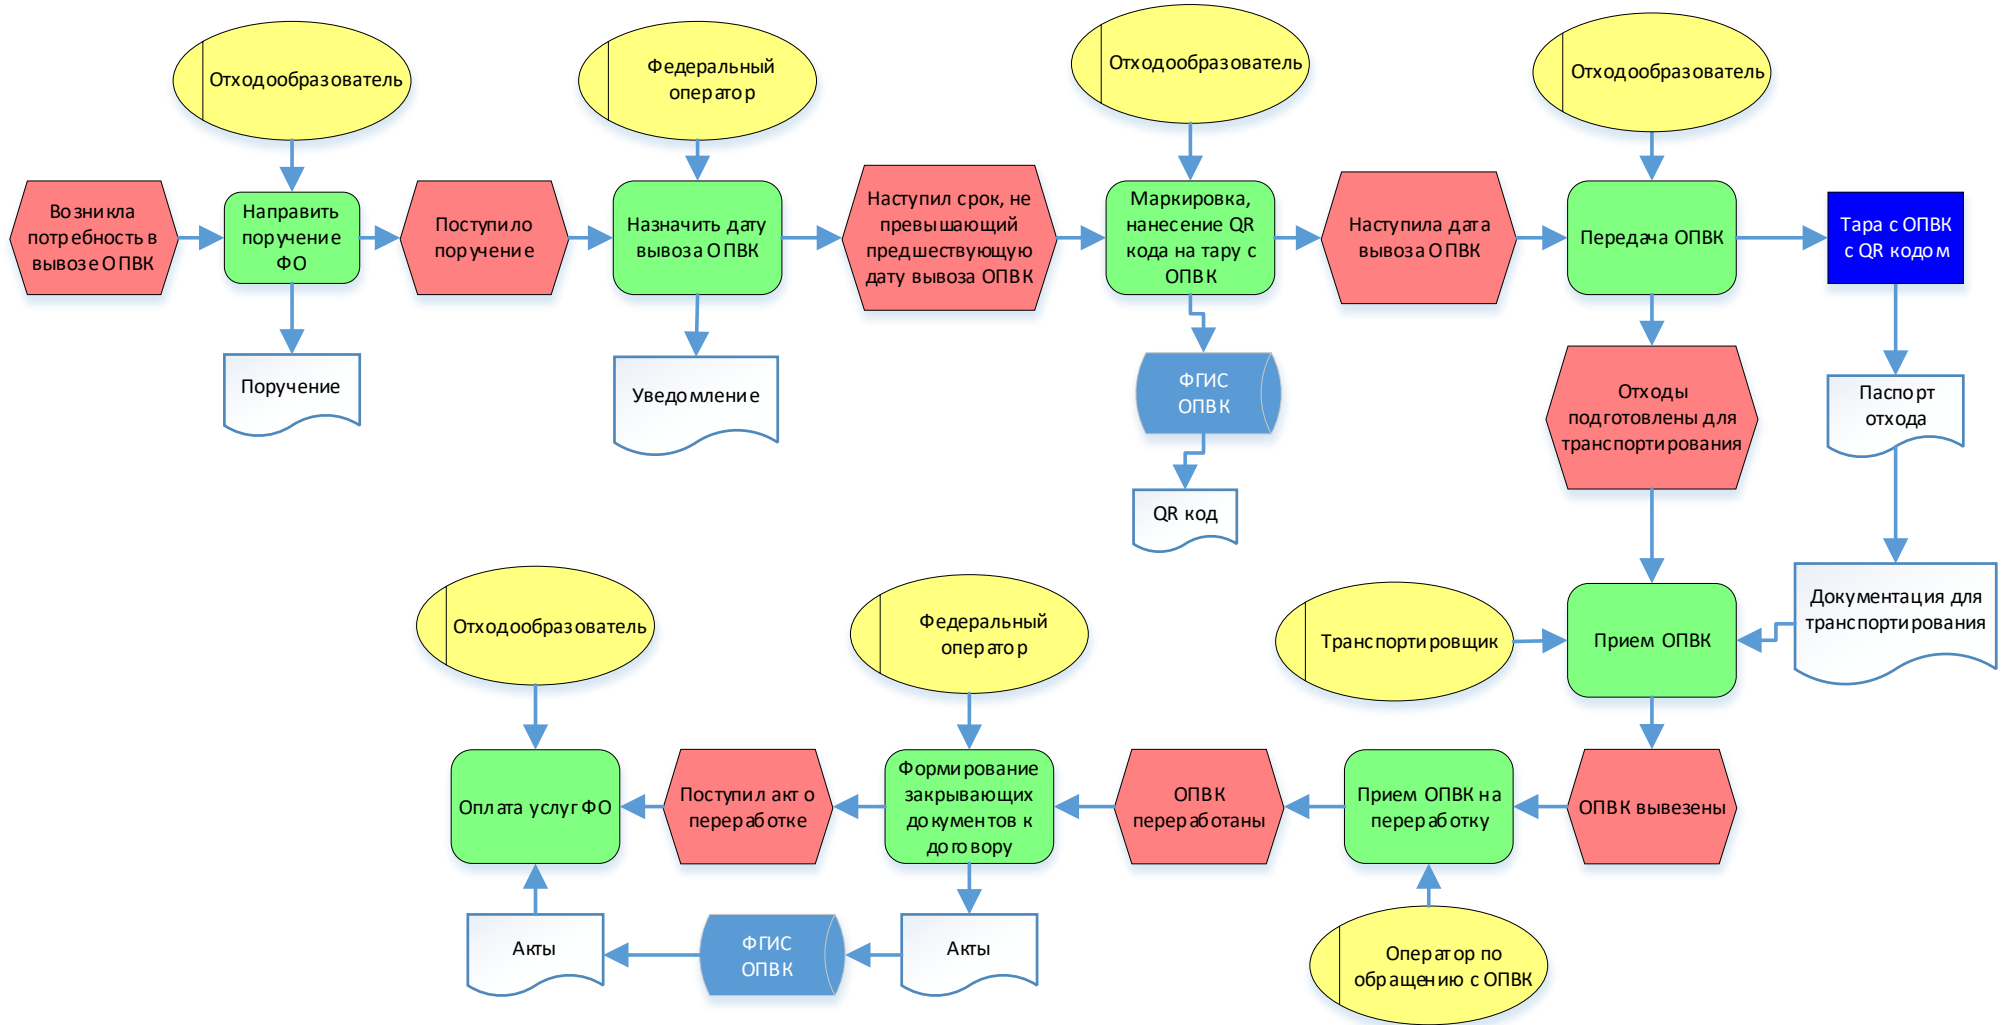 Отходообразователь
Федеральный
оператор
Отходообразователь
Отходообразователь
Возникла
потребность в
вывозе ОПВК
Направить
поручение
ФО
Поступило
поручение
Назначить дату
вывоза ОПВК
Наступил срок, не
превышающий
предшествующую
дату вывоза ОПВК
Маркировка,
нанесение QR
кода на тару с
ОПВК
Наступила дата
вывоза ОПВК
Передача ОПВК
Тара с ОПВК
с QR кодом
Поручение
Уведомление
ФГИС
ОПВК
QR код
Отходы
подготовлены для
транспортирования
Паспорт
отхода
Отходообразователь
Федеральный
оператор
Транспортировщик
Прием ОПВК
Документация для
транспортирования
Оплата услуг ФО
Поступил акт о
переработке
Формирование
закрывающих
документов к
договору
ОПВК
переработаны
Прием ОПВК на
переработку
ОПВК вывезены
Акты
ФГИС
ОПВК
Акты
Оператор по
обращению с ОПВК